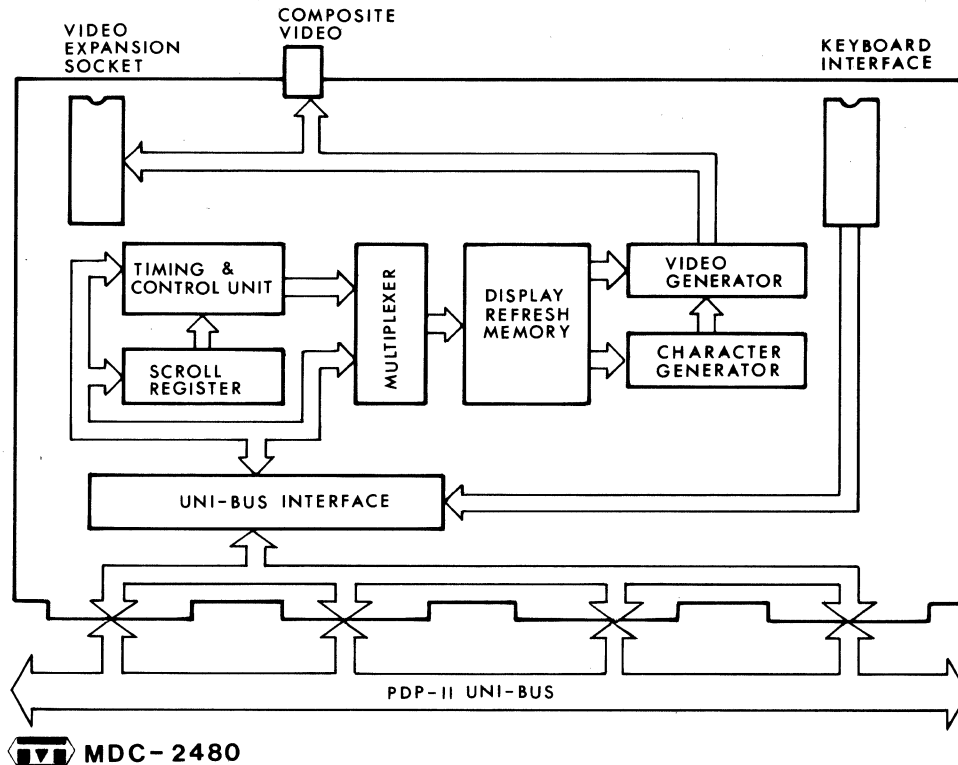 VIDEO
EXPANSION
SOCKET
COMPOSITE
VIDEO
KEYBOARD
INTERFACE
TIMING &
CONTROL UNIT
SCROLL
REGISTER
MULTIPLEXER
DISPLAY
REFRESH
MEMORY
VIDEO
GENERATOR
CHARACTER
GENERATOR
UNI-BUS INTERFACE
PDP-II UNI-BUS
MDC-2480